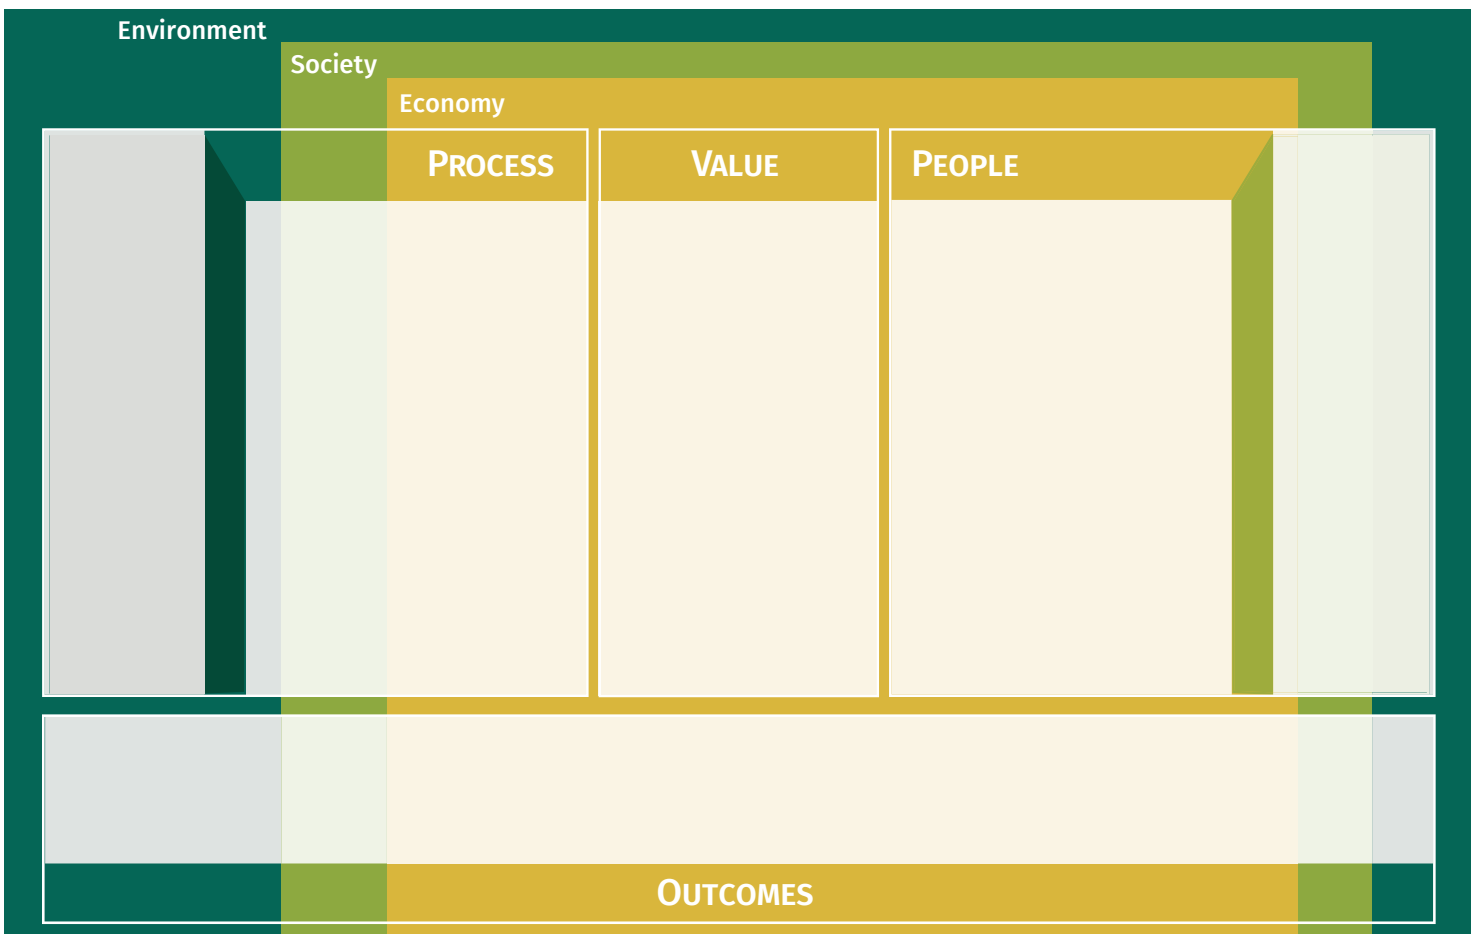 Environment
Society
Economy
PROCESS
VALUE
PEOPLE
OUTCOMES